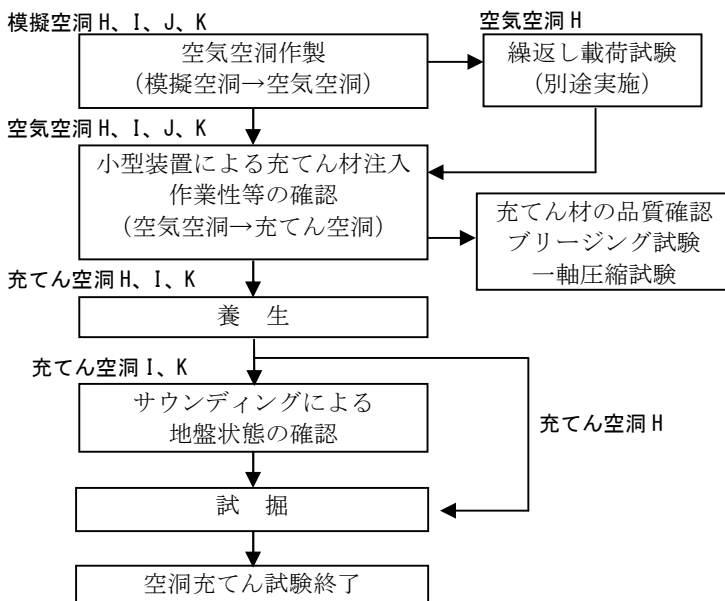 模擬空洞 H、I、J、K
空気空洞 H
空気空洞作製
(模擬空洞→空気空洞)
繰返し載荷試験
(別途実施)
空気空洞 H、I、J、K
小型装置による充てん材注入
作業性等の確認
(空気空洞→充てん空洞)
充てん材の品質確認
ブリージング試験
一軸圧縮試験
充てん空洞 H、I、K
養 生
充てん空洞 I、K
サウンディングによる
地盤状態の確認
充てん空洞 H
試 掘
空洞充てん試験終了